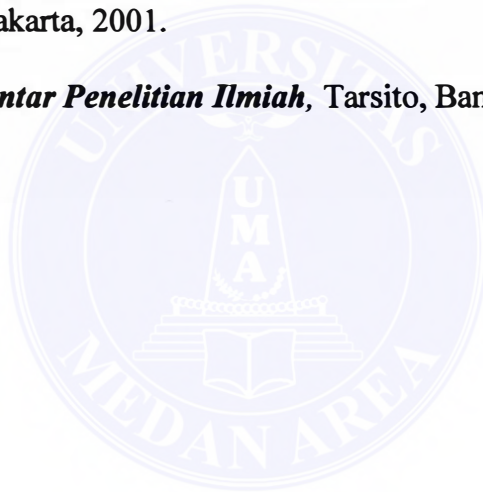 akarta, 2001.
ntar Penelitian Ilmiah, Tarsito, Ban
UNIVERSITAS
UMA
MEDAN AREA